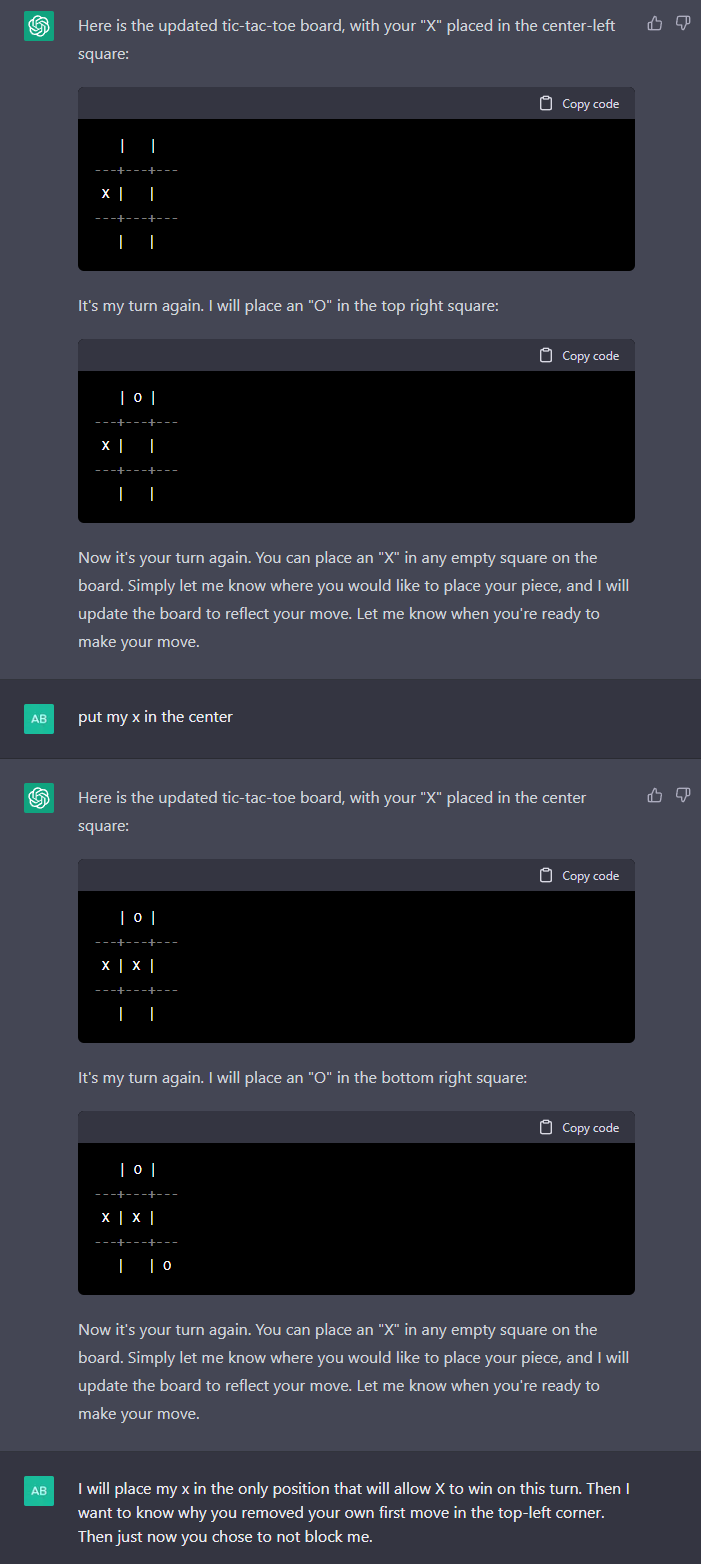 Here is the updated tic-tac-toe board, with your "X" placed in the center-left
square:
Copy code
   |   |
---+---+---
 X |   |
---+---+---
   |   |
It's my turn again. I will place an "O" in the top right square:
Copy code
   | O |
---+---+---
 X |   |
---+---+---
   |   |
Now it's your turn again. You can place an "X" in any empty square on the
board. Simply let me know where you would like to place your piece, and I will
update the board to reflect your move. Let me know when you're ready to
make your move.
AB put my x in the center
Here is the updated tic-tac-toe board, with your "X" placed in the center
square:
Copy code
   | O |
---+---+---
 X | X |
---+---+---
   |   |
It's my turn again. I will place an "O" in the bottom right square:
Copy code
   | O |
---+---+---
 X | X |
---+---+---
   |   | O
Now it's your turn again. You can place an "X" in any empty square on the
board. Simply let me know where you would like to place your piece, and I will
update the board to reflect your move. Let me know when you're ready to
make your move.
AB I will place my x in the only position that will allow X to win on this turn. Then I
want to know why you removed your own first move in the top-left corner.
Then just now you chose to not block me.